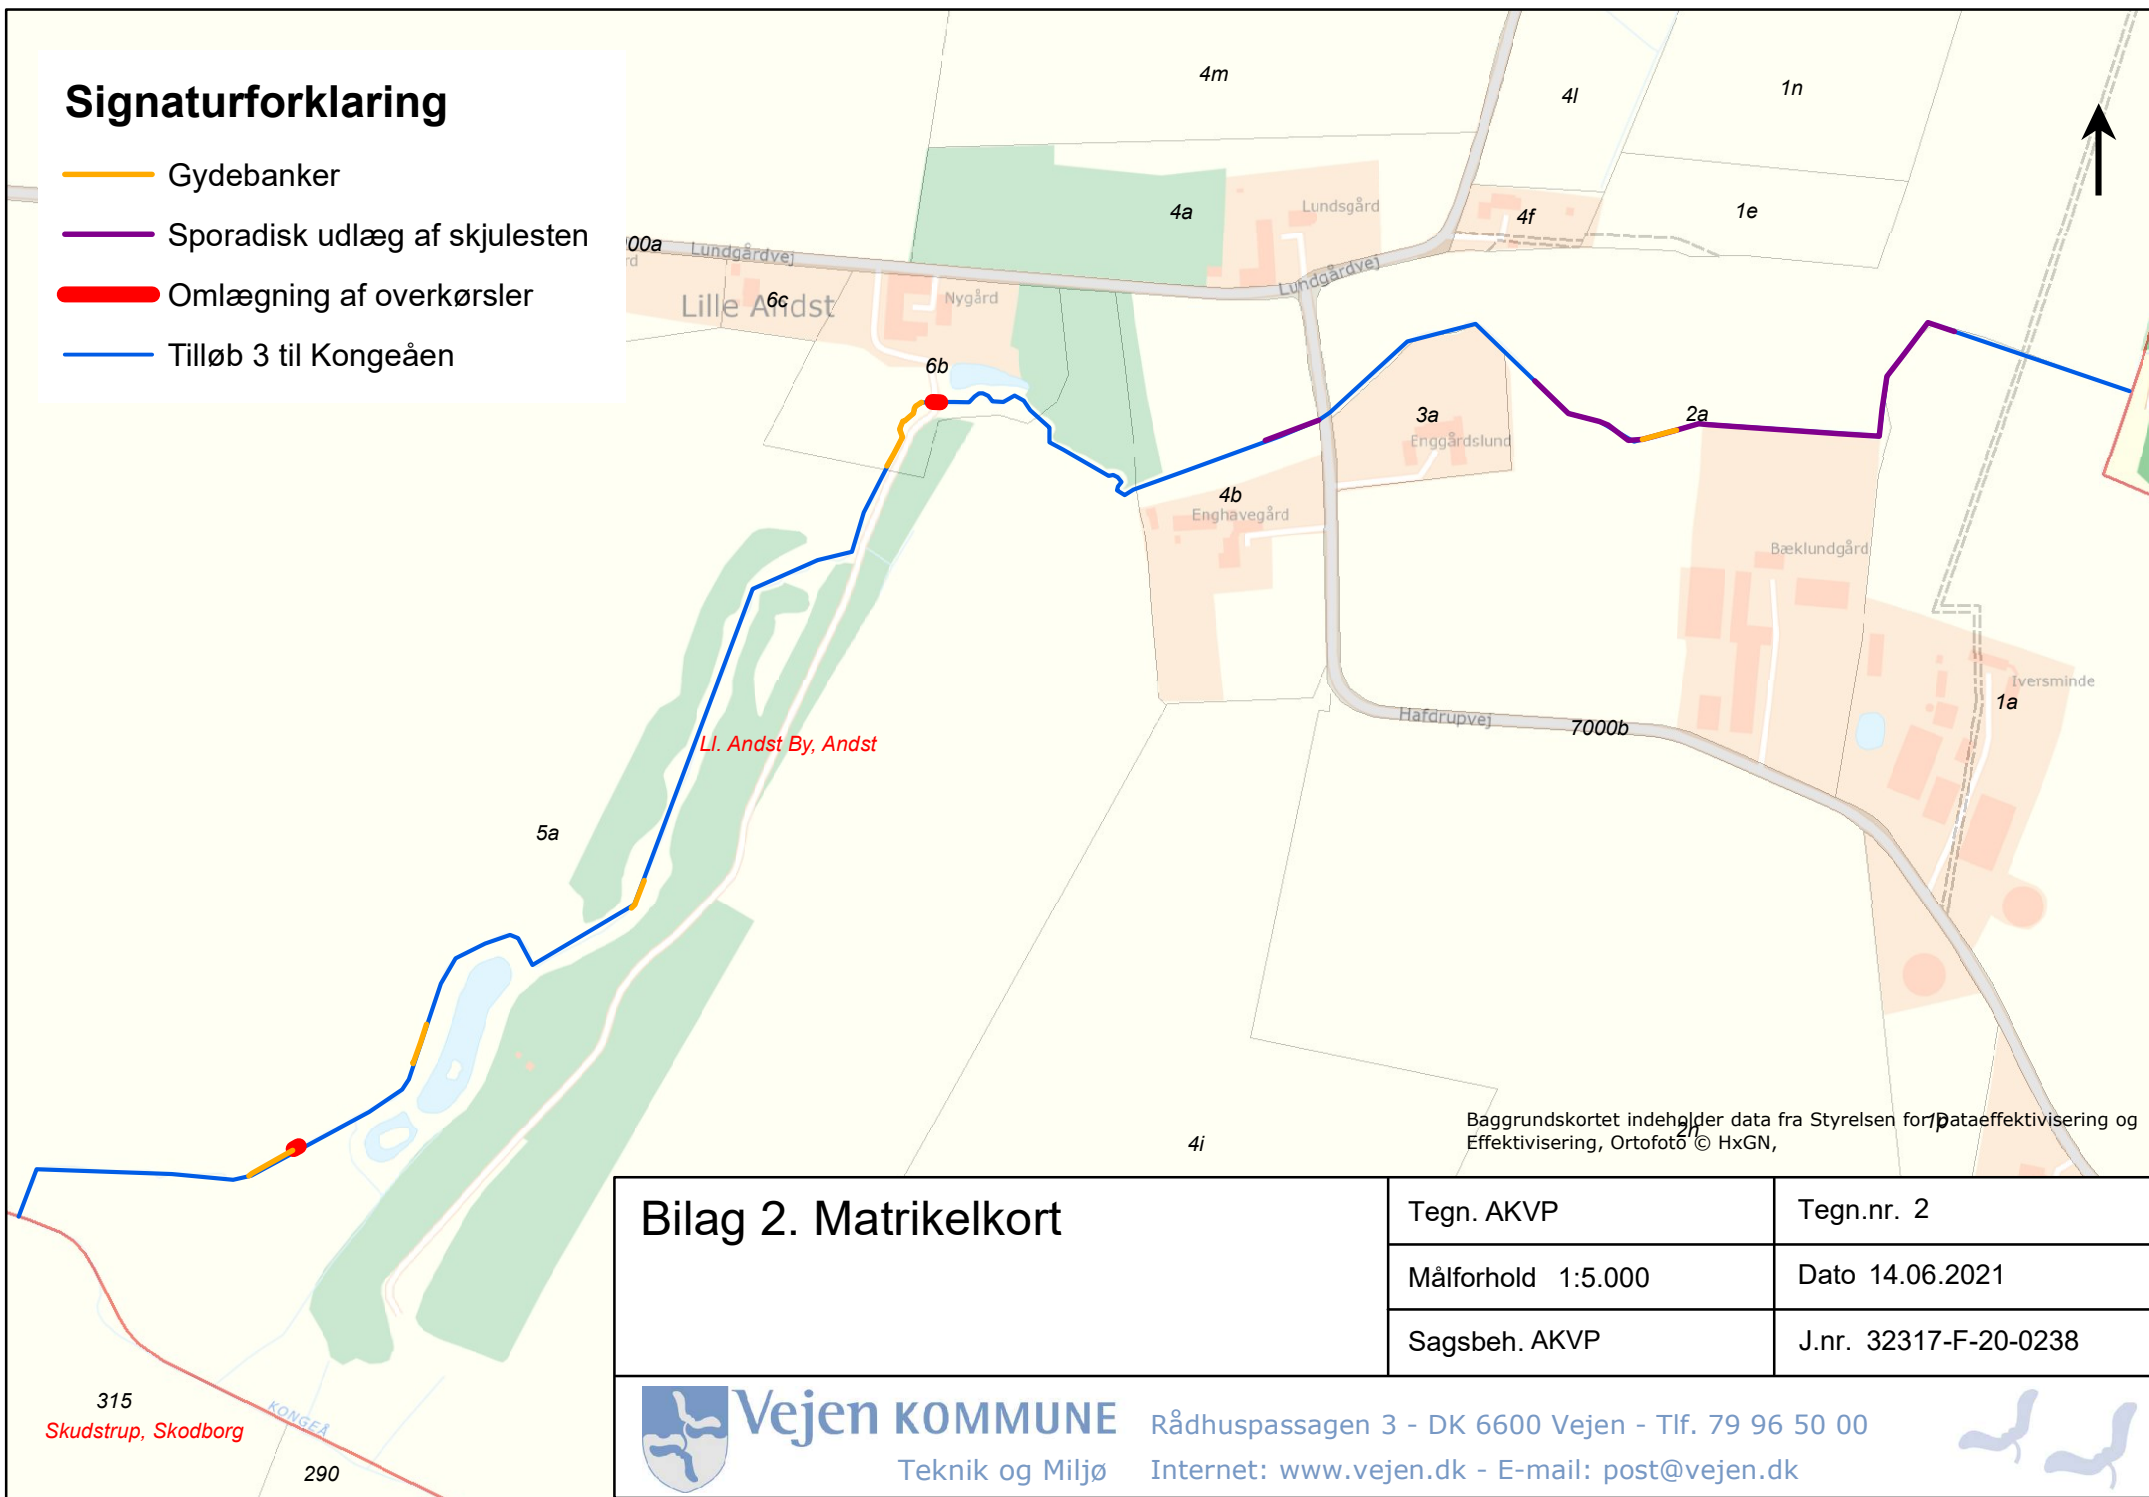 Signaturforklaring
Gydebanker
Sporadisk udlæg af skjulesten
Omlægning af overkørsler
Tilløb 3 til Kongeåen
4m
4l
1n
4a
Lundsgård
4f
1e
00a
Lundgårdvej
Lundgårdvej
Lille Andst
6c
Nygård
6b
3a
Enggårdslund
2a
4b
Enghavegård
Bæklundgård
Iversminde
1a
Hafdrupvej
7000b
Ll. Andst By, Andst
5a
4i
2n
1p
Baggrundskortet indeholder data fra Styrelsen for Dataeffektivisering og
Effektivisering, Ortofoto © HxGN,
315
Skudstrup, Skodborg
KONGEÅ
290
Bilag 2. Matrikelkort
Tegn. AKVP
Tegn.nr. 2
Målforhold 1:5.000
Dato 14.06.2021
Sagsbeh. AKVP
J.nr. 32317-F-20-0238
Vejen KOMMUNE
Teknik og Miljø
Rådhuspassagen 3 - DK 6600 Vejen - Tlf. 79 96 50 00
Internet: www.vejen.dk - E-mail: post@vejen.dk